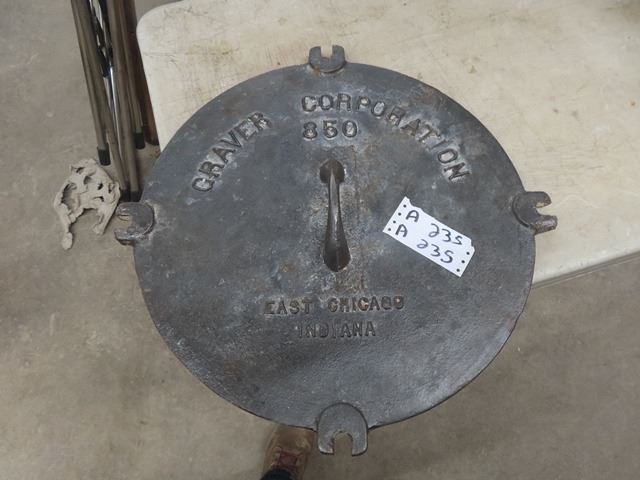 GRAVER CORPORATION
850
A 235
A 235
EAST CHICAGO
INDIANA